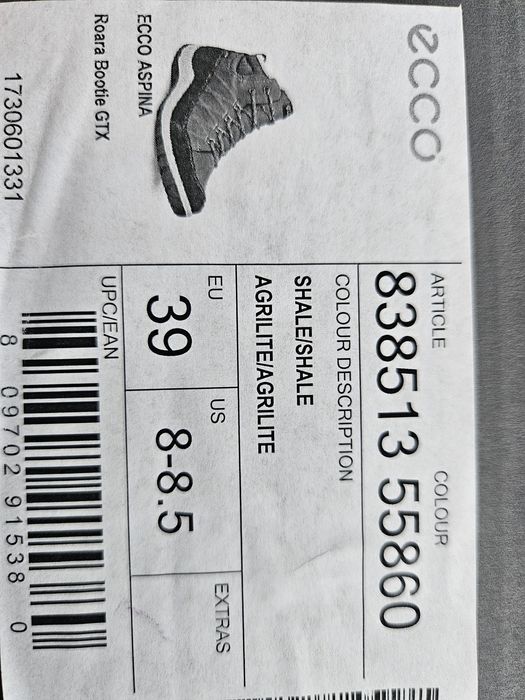 ecco
ARTICLE COLOUR
838513 55860
COLOUR DESCRIPTION
SHALE/SHALE
AGRILITE/AGRILITE
ECCO ASPINA
Roara Bootie GTX
1730601331
EU US EXTRAS
39 8-8.5
UPC/EAN
8 09702 91538 0